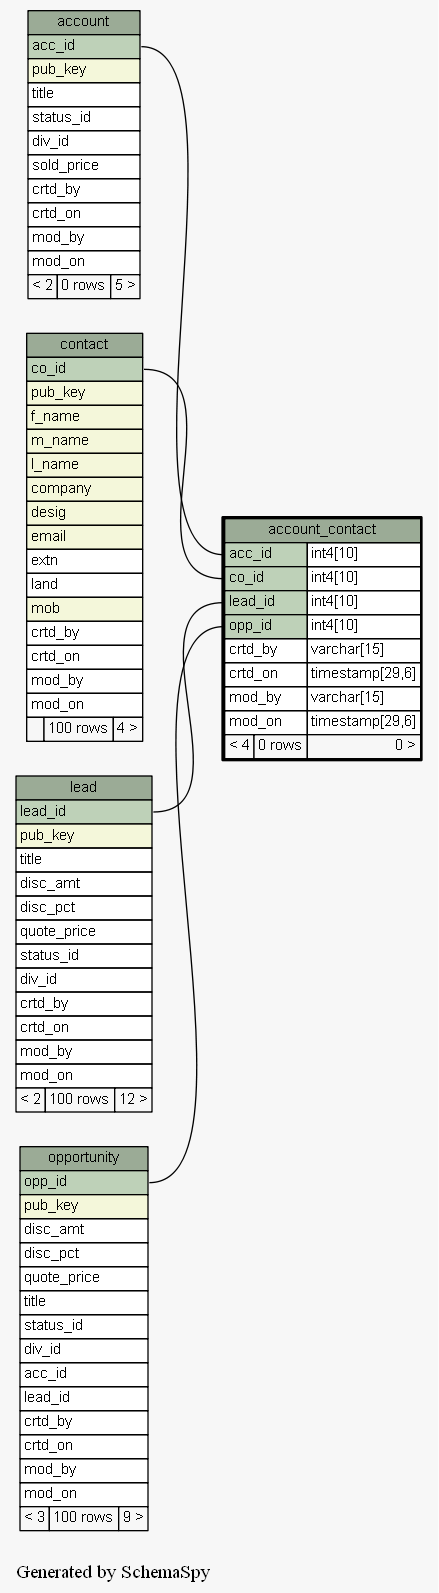 account
acc_id
pub_key
title
status_id
div_id
sold_price
crtd_by
crtd_on
mod_by
mod_on
< 2 0 rows 5 >
contact
co_id
pub_key
f_name
m_name
l_name
company
desig
email
extn
land
mob
crtd_by
crtd_on
mod_by
mod_on
100 rows 4 >
account_contact
acc_id int4[10]
co_id int4[10]
lead_id int4[10]
opp_id int4[10]
crtd_by varchar[15]
crtd_on timestamp[29,6]
mod_by varchar[15]
mod_on timestamp[29,6]
< 4 0 rows 0 >
lead
lead_id
pub_key
title
disc_amt
disc_pct
quote_price
status_id
div_id
crtd_by
crtd_on
mod_by
mod_on
< 2 100 rows 12 >
opportunity
opp_id
pub_key
disc_amt
disc_pct
quote_price
title
status_id
div_id
acc_id
lead_id
crtd_by
crtd_on
mod_by
mod_on
< 3 100 rows 9 >
Generated by SchemaSpy